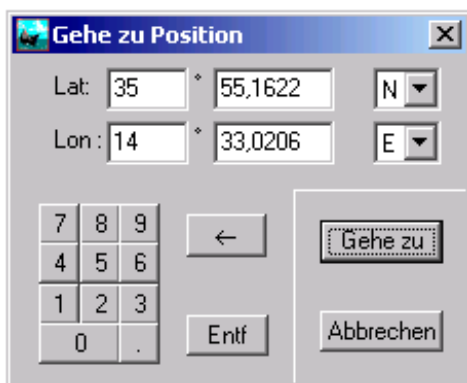 Gehe zu Position
Lat: 35 ° 55,1622 N
Lon : 14 ° 33,0206 E
7 8 9 ←
4 5 6 Gehe zu
1 2 3
0 . Entf Abbrechen